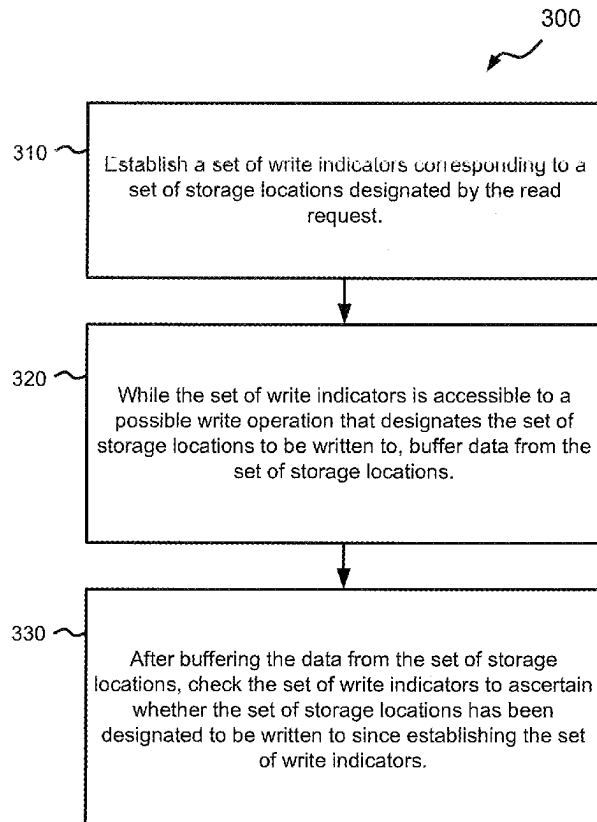 300
310
Establish a set of write indicators corresponding to a
set of storage locations designated by the read
request.
320
While the set of write indicators is accessible to a
possible write operation that designates the set of
storage locations to be written to, buffer data from the
set of storage locations.
330
After buffering the data from the set of storage
locations, check the set of write indicators to ascertain
whether the set of storage locations has been
designated to be written to since establishing the set
of write indicators.